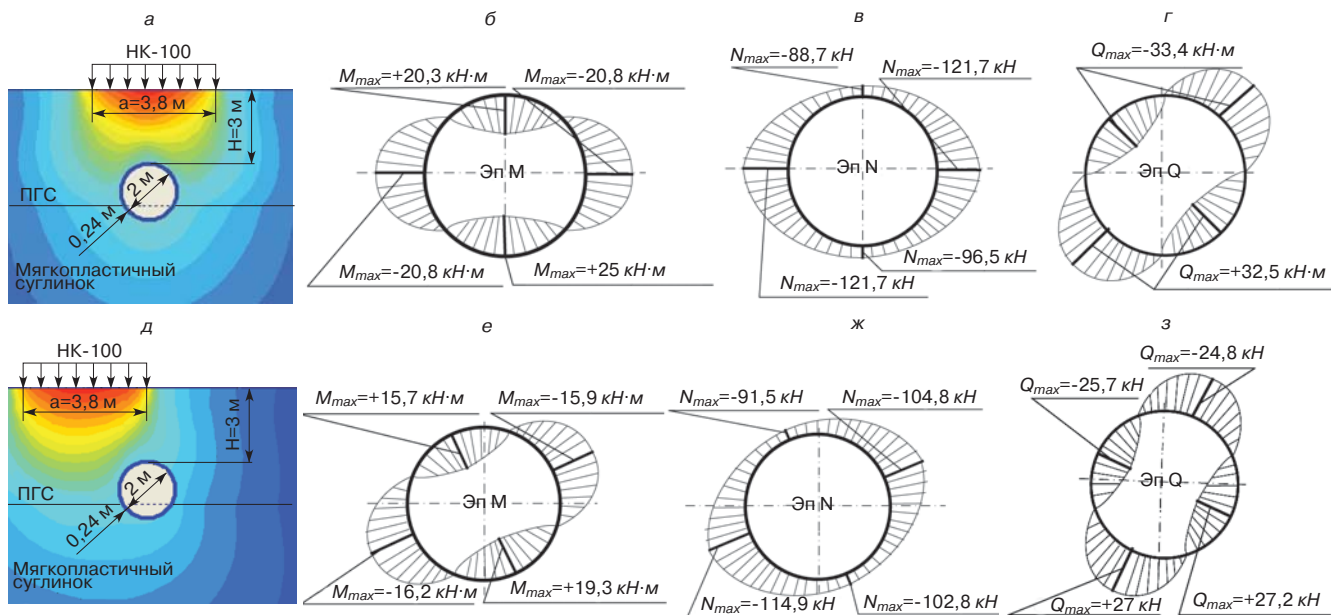 а
НК-100
a=3,8 м
H=3 м
ПГС
2 м
0,24 м
Мягкопластичный
суглинок
б
Mmax=+20,3 кН·м
Mmax=-20,8 кН·м
Эп M
Mmax=-20,8 кН·м
Mmax=+25 кН·м
в
Nmax=-88,7 кН
Nmax=-121,7 кН
Эп N
Nmax=-96,5 кН
Nmax=-121,7 кН
г
Qmax=-33,4 кН·м
Эп Q
Qmax=+32,5 кН·м
д
НК-100
a=3,8 м
H=3 м
ПГС
2 м
0,24 м
Мягкопластичный
суглинок
е
Mmax=+15,7 кН·м
Mmax=-15,9 кН·м
Эп M
Mmax=-16,2 кН·м
Mmax=+19,3 кН·м
ж
Nmax=-91,5 кН
Nmax=-104,8 кН
Эп N
Nmax=-114,9 кН
Nmax=-102,8 кН
з
Qmax=-24,8 кН
Qmax=-25,7 кН
Эп Q
Qmax=+27 кН
Qmax=+27,2 кН